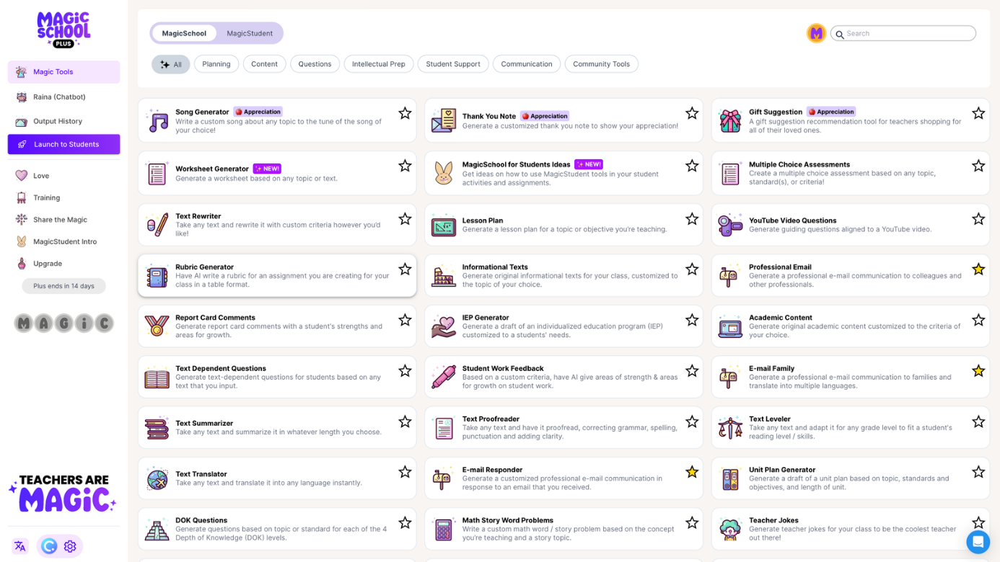 MAGIC
SCHOOL
PLUS
Magic Tools
Raina (Chatbot)
Output History
Launch to Students
Love
Training
Share the Magic
MagicStudent Intro
Upgrade
Plus ends in 14 days
M A G i C
TEACHERS ARE
MAGiC
MagicSchool MagicStudent
M Search
All Planning Content Questions Intellectual Prep Student Support Communication Community Tools
Song Generator Appreciation
Write a custom song about any topic to the tune of the song of
your choice!
Thank You Note Appreciation
Generate a customized thank you note to show your appreciation!
Gift Suggestion Appreciation
A gift suggestion recommendation tool for teachers shopping for
all of their loved ones.
Worksheet Generator NEW!
Generate a worksheet based on any topic or text.
MagicSchool for Students Ideas NEW!
Get ideas on how to use MagicStudent tools in your student
activities and assignments.
Multiple Choice Assessments
Create a multiple choice assessment based on any topic,
standard(s), or criteria!
Text Rewriter
Take any text and rewrite it with custom criteria however you'd
like!
Lesson Plan
Generate a lesson plan for a topic or objective you're teaching.
YouTube Video Questions
Generate guiding questions aligned to a YouTube video.
Rubric Generator
Have AI write a rubric for an assignment you are creating for your
class in a table format.
Informational Texts
Generate original informational texts for your class, customized to
the topic of your choice.
Professional Email
Generate a professional e-mail communication to colleagues and
other professionals.
Report Card Comments
Generate report card comments with a student's strengths and
areas for growth.
IEP Generator
Generate a draft of an individualized education program (IEP)
customized to a students' needs.
Academic Content
Generate original academic content customized to the criteria of
your choice.
Text Dependent Questions
Generate text-dependent questions for students based on any
text that you input.
Student Work Feedback
Based on a custom criteria, have AI give areas of strength & areas
for growth on student work.
E-mail Family
Generate a professional e-mail communication to families and
translate into multiple languages.
Text Summarizer
Take any text and summarize it in whatever length you choose.
Text Proofreader
Take any text and have it proofread, correcting grammar, spelling,
punctuation and adding clarity.
Text Leveler
Take any text and adapt it for any grade level to fit a student's
reading level / skills.
Text Translator
Take any text and translate it into any language instantly.
E-mail Responder
Generate a customized professional e-mail communication in
response to an email that you received.
Unit Plan Generator
Generate a draft of a unit plan based on topic, standards and
objectives, and length of unit.
DOK Questions
Generate questions based on topic or standard for each of the 4
Depth of Knowledge (DOK) levels.
Math Story Word Problems
Write a custom math word / story problem based on the concept
you're teaching and a story topic.
Teacher Jokes
Generate teacher jokes for your class to be the coolest teacher
out there!